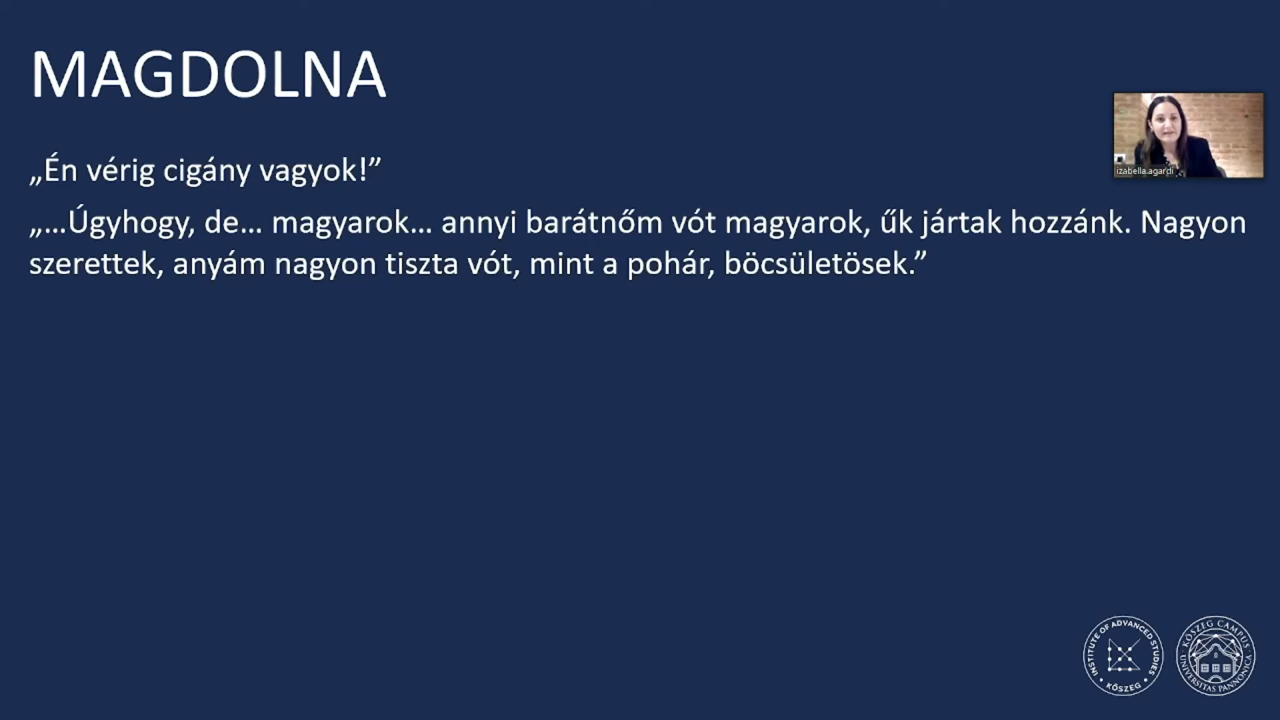 MAGDOLNA
izabella.agardi
„Én vérig cigány vagyok!”
„…Úgyhogy, de… magyarok… annyi barátnőm vót magyarok, űk jártak hozzánk. Nagyon
szerettek, anyám nagyon tiszta vót, mint a pohár, böcsületösek.”
INSTITUTE OF ADVANCED STUDIES • KŐSZEG •
KŐSZEG CAMPUS • UNIVERSITAS PANNONICA •